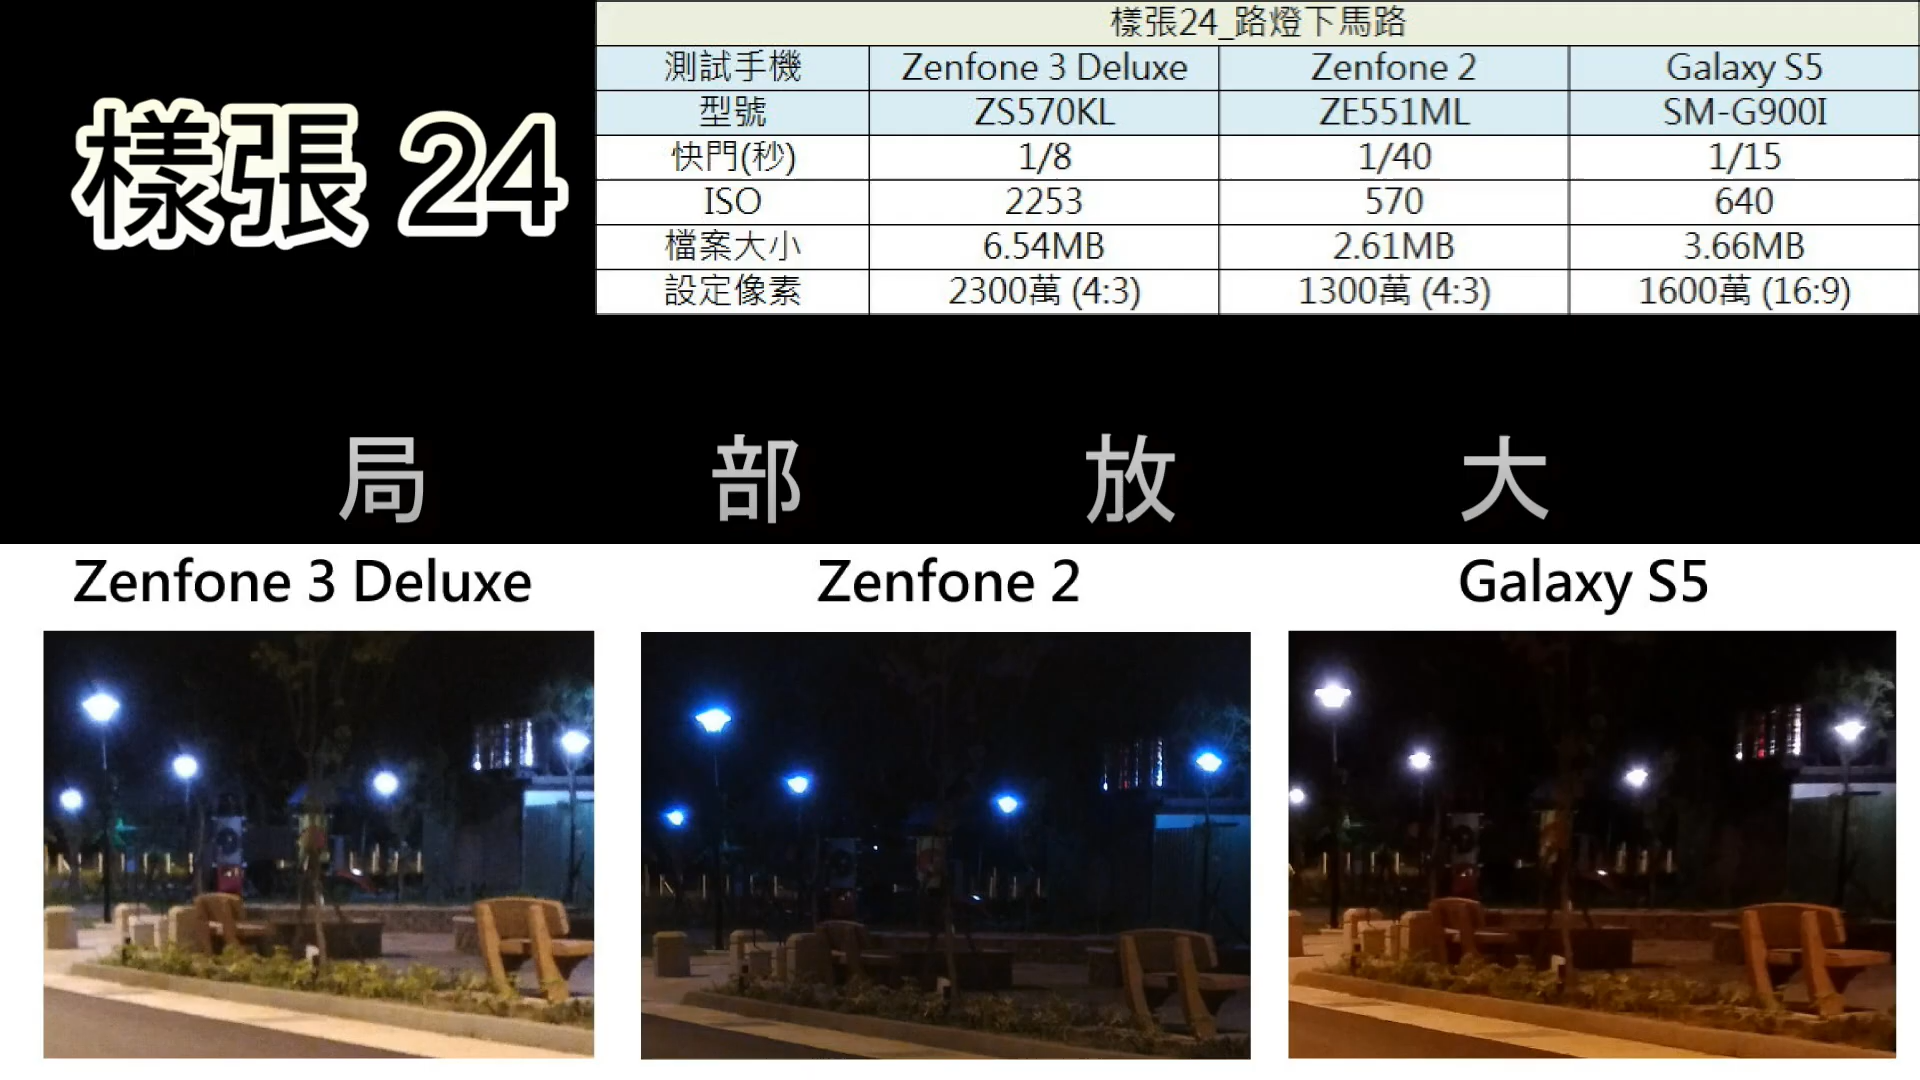 樣張 24
樣張24_路燈下馬路
測試手機 Zenfone 3 Deluxe Zenfone 2 Galaxy S5
型號 ZS570KL ZE551ML SM-G900I
快門(秒) 1/8 1/40 1/15
ISO 2253 570 640
檔案大小 6.54MB 2.61MB 3.66MB
設定像素 2300萬 (4:3) 1300萬 (4:3) 1600萬 (16:9)
局部放大
Zenfone 3 Deluxe Zenfone 2 Galaxy S5